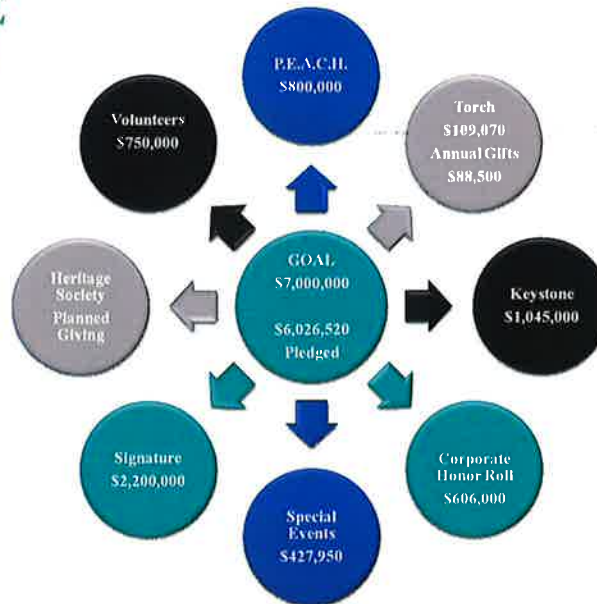 P.E.A.C.H.
$800,000
Torch
$109,070
Annual Gifts
$88,500
Keystone
$1,045,000
Corporate
Honor Roll
$606,000
Special
Events
$427,950
Signature
$2,200,000
Heritage
Society
Planned
Giving
Volunteers
$750,000
GOAL
$7,000,000
$6,026,520
Pledged